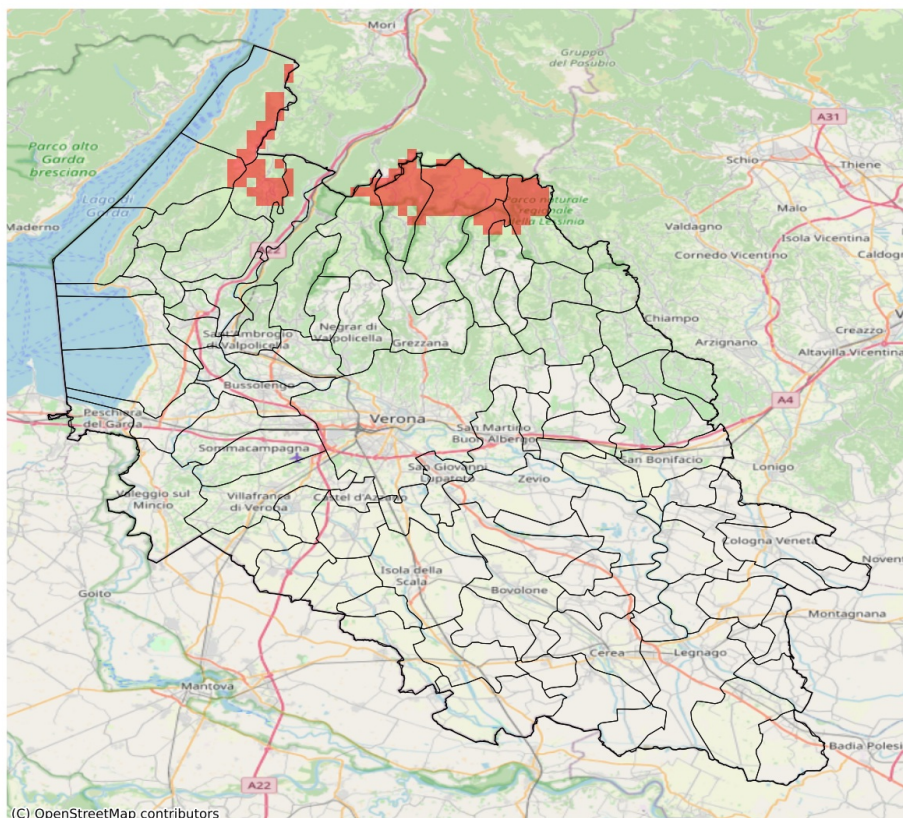 Mori
Gruppo
del Pasubio
A31
Parco alto
Garda
bresciano
Schio
Thiene
Lago di
Garda
Parco naturale
regionale
della Lessinia
Malo
Maderno
Valdagno
Isola Vicentina
A22
Cornedo Vicentino
Caldog
Chiampo
Sant'Ambrogio
di Valpolicella
Negrar di
Valpolicella
Grezzana
Arzignano
Creazzo
Altavilla Vicentina
Bussolengo
A4
Peschiera
del Garda
Verona
San Martino
Buon Albergo
Sommacampagna
San Giovanni
Lupatoto
San Bonifacio
Lonigo
Zevio
Valeggio sul
Mincio
Villafranca
di Verona
Castel d'Azzano
Cologna Veneta
Novent
Isola della
Scala
Goito
Bovolone
Montagnana
Cerea
Legnago
Mantova
Badia Polesi
A22
(C) OpenStreetMap contributors